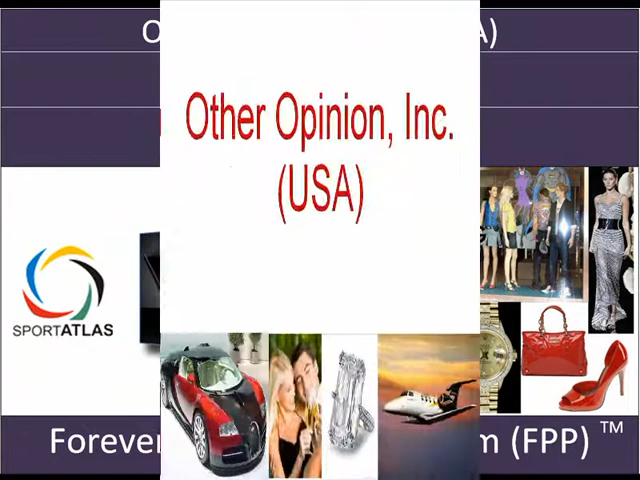 O A)
Other Opinion, Inc.
(USA)
SPORTATLAS
Forever m (FPP) ™